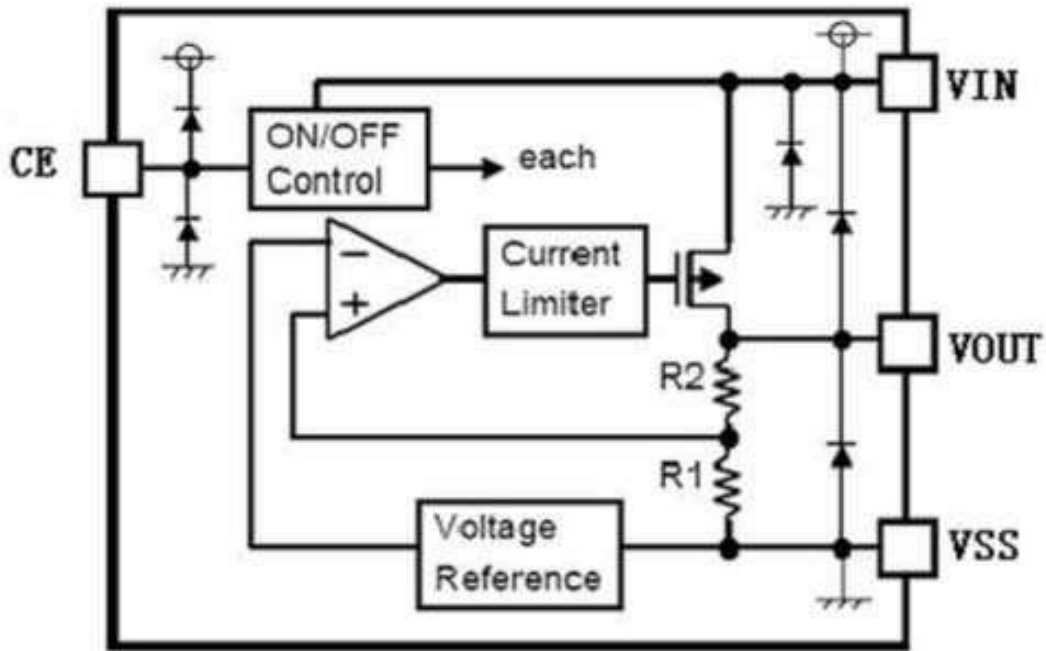 VIN
ON/OFF
Control
each
CE
−
+
Current
Limiter
VOUT
R2
R1
Voltage
Reference
VSS